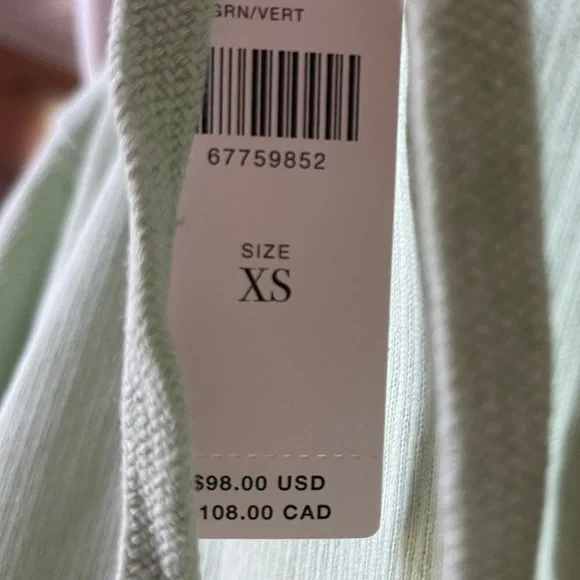 GRN/VERT
67759852
SIZE
XS
$98.00 USD
108.00 CAD